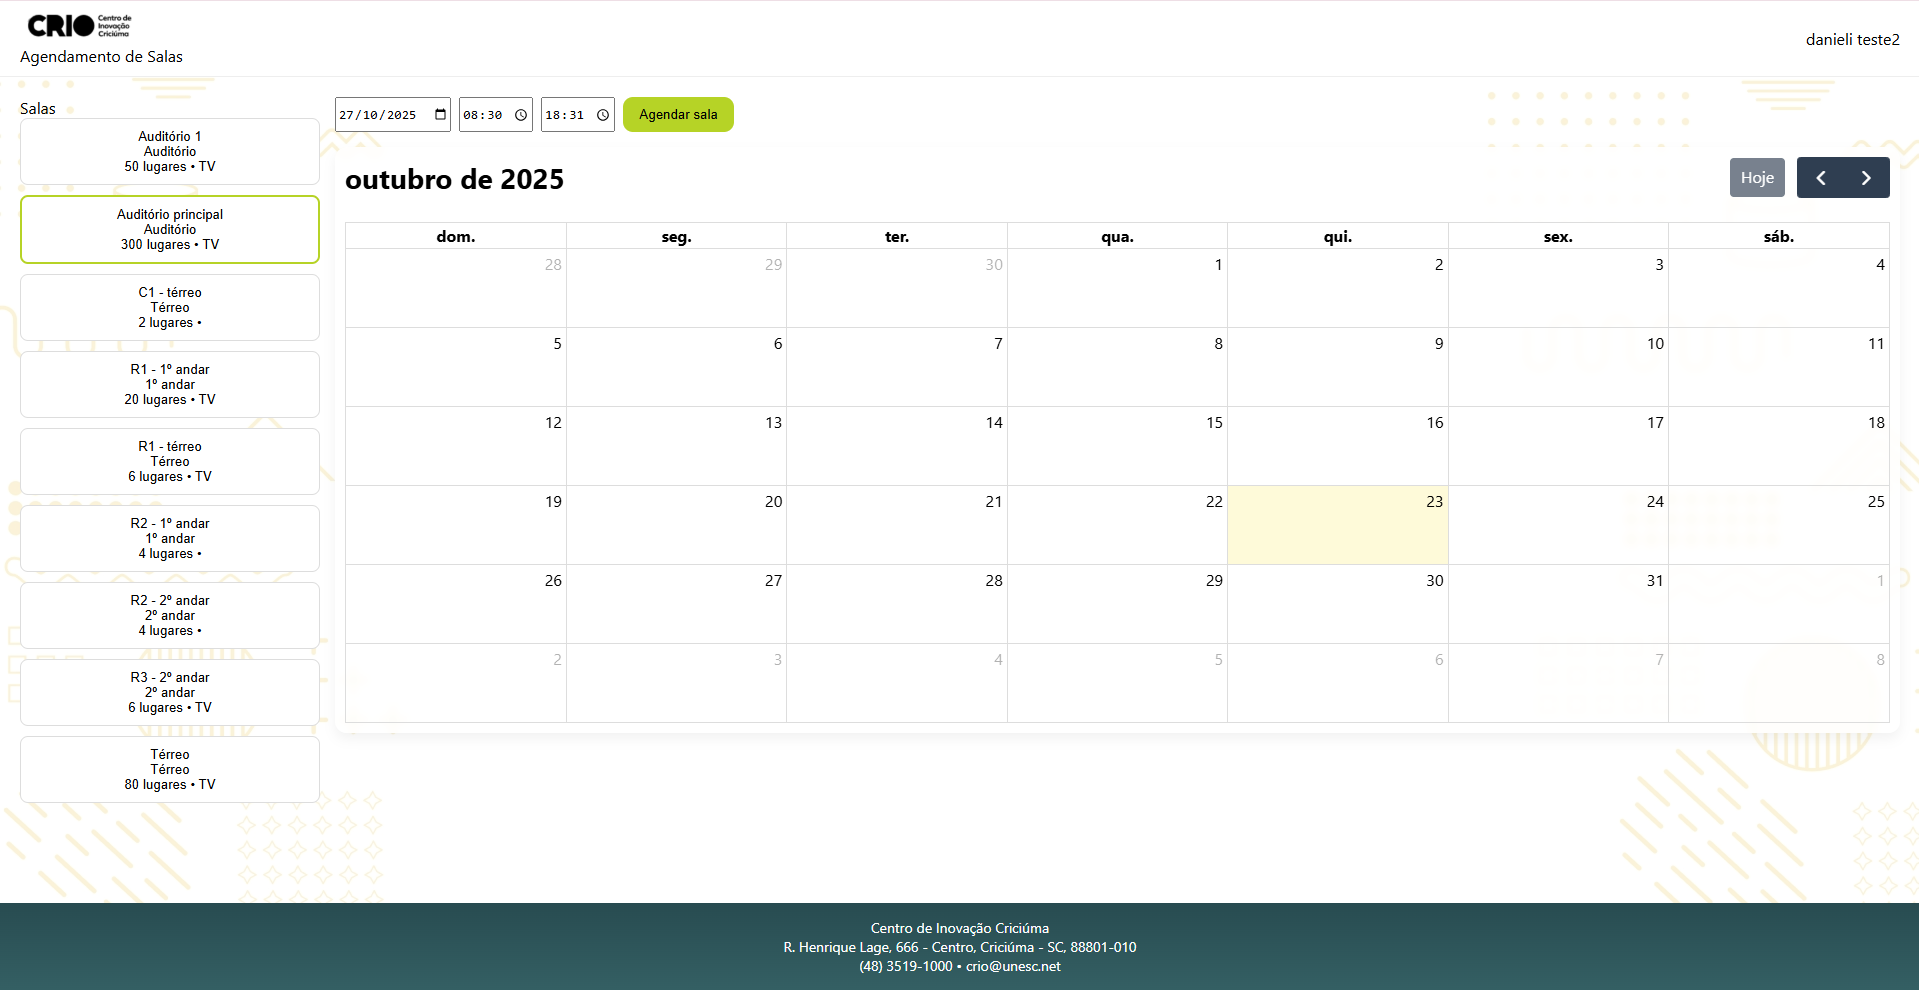 CRIO Centro de
Inovação
Criciúma
Agendamento de Salas
danieli teste2
Salas
Auditório 1
Auditório
50 lugares • TV
Auditório principal
Auditório
300 lugares • TV
C1 - térreo
Térreo
2 lugares •
R1 - 1º andar
1º andar
20 lugares • TV
R1 - térreo
Térreo
6 lugares • TV
R2 - 1º andar
1º andar
4 lugares •
R2 - 2º andar
2º andar
4 lugares •
R3 - 2º andar
2º andar
6 lugares • TV
Térreo
Térreo
80 lugares • TV
27/10/2025 08:30 18:31 Agendar sala
outubro de 2025 Hoje
dom. seg. ter. qua. qui. sex. sáb.
28 29 30 1 2 3 4
5 6 7 8 9 10 11
12 13 14 15 16 17 18
19 20 21 22 23 24 25
26 27 28 29 30 31 1
2 3 4 5 6 7 8
Centro de Inovação Criciúma
R. Henrique Lage, 666 - Centro, Criciúma - SC, 88801-010
(48) 3519-1000 • crio@unesc.net